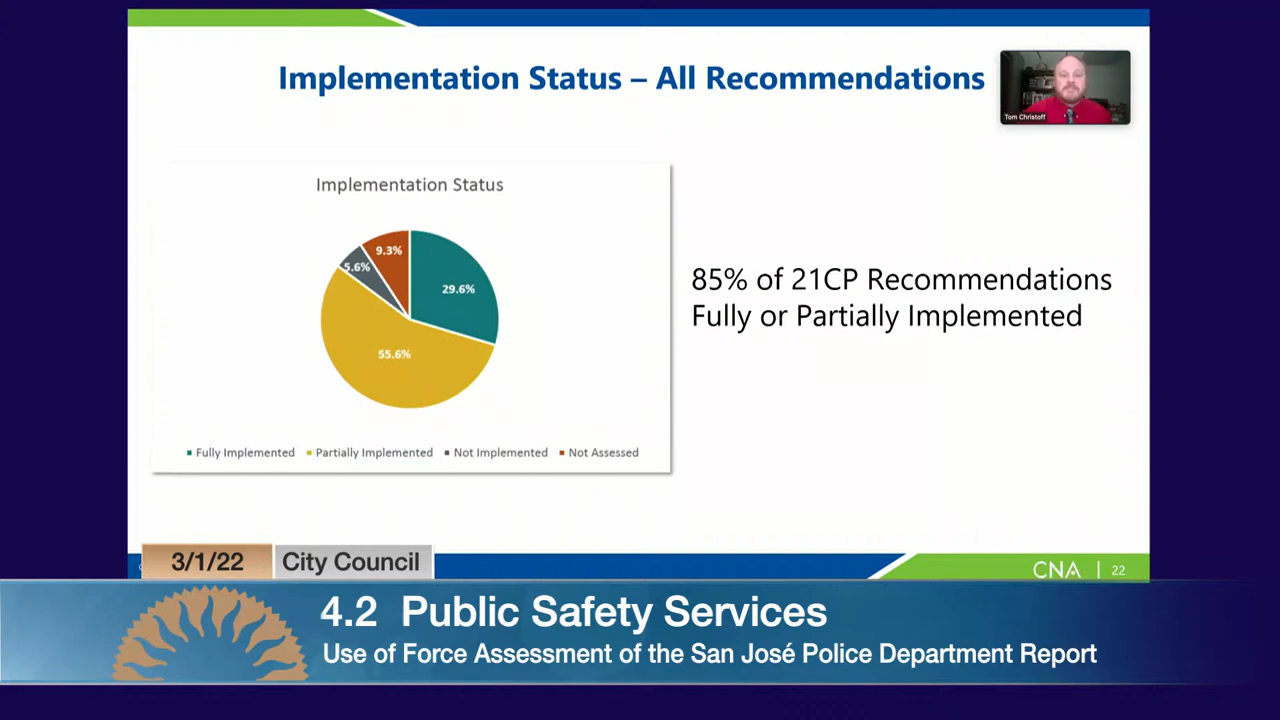 Implementation Status – All Recommendations
Tom Christoff
Implementation Status
9.3%
5.6%
29.6%
55.6%
Fully Implemented Partially Implemented Not Implemented Not Assessed
85% of 21CP Recommendations
Fully or Partially Implemented
3/1/22 City Council
CNA | 22
4.2 Public Safety Services
Use of Force Assessment of the San José Police Department Report